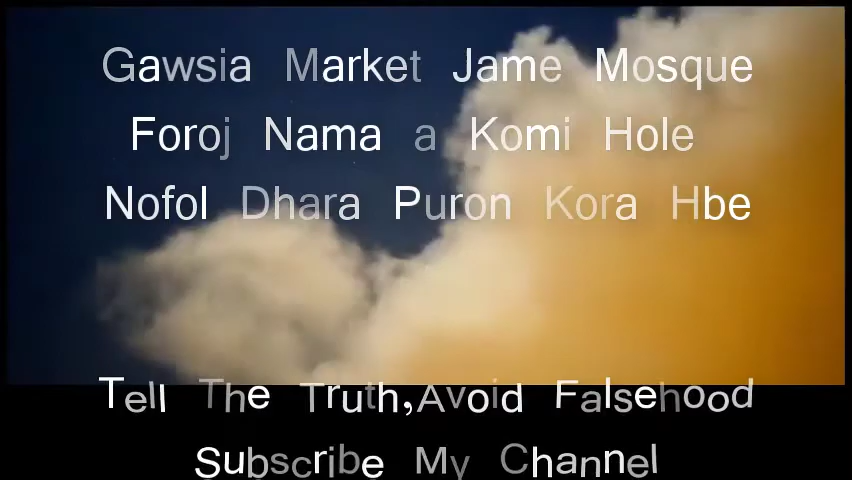 Gawsia Market Jame Mosque
Foroj Nama a Komi Hole
Nofol Dhara Puron Kora Hbe
Tell The Truth,Avoid Falsehood
Subscribe My Channel